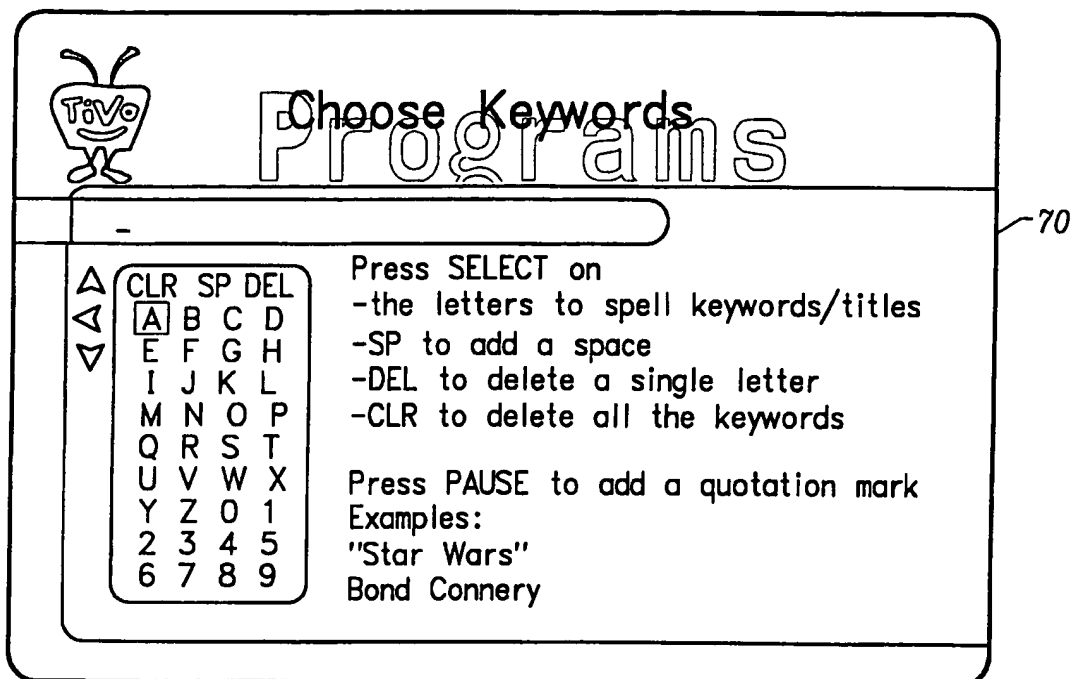 TiVo
Choose Keywords
Programs
70
_
CLR SP DEL
A B C D
E F G H
I J K L
M N O P
Q R S T
U V W X
Y Z 0 1
2 3 4 5
6 7 8 9
Press SELECT on
-the letters to spell keywords/titles
-SP to add a space
-DEL to delete a single letter
-CLR to delete all the keywords
Press PAUSE to add a quotation mark
Examples:
"Star Wars"
Bond Connery